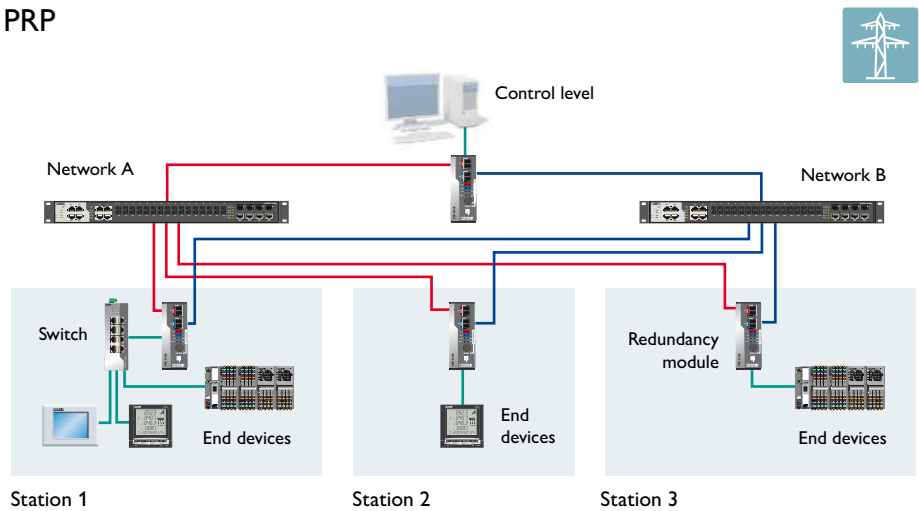 PRP
Control level
Network A
Network B
Switch
Redundancy
module
End devices
End
devices
End devices
Station 1
Station 2
Station 3